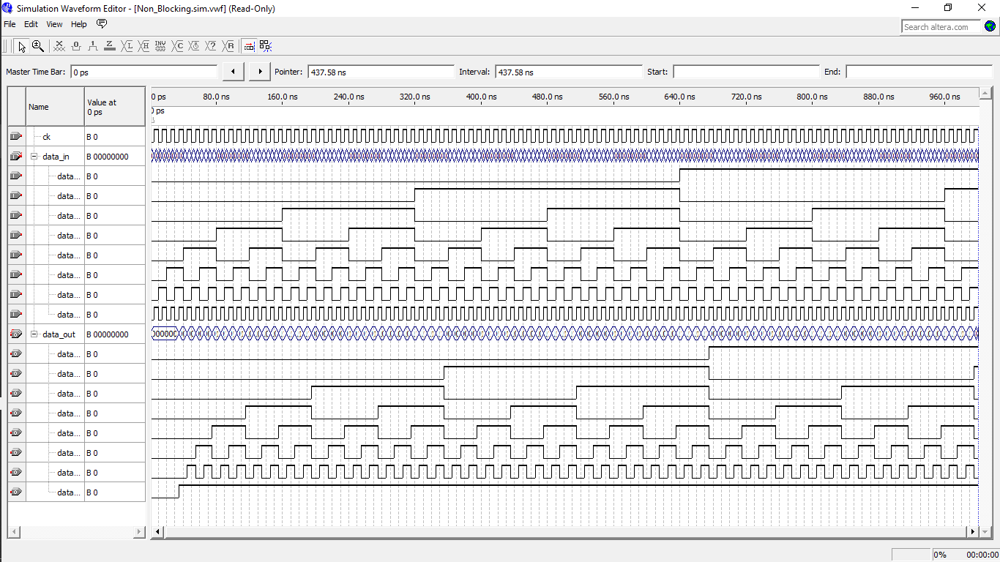 Simulation Waveform Editor - [Non_Blocking.sim.vwf] (Read-Only)
File Edit View Help
Search altera.com
Master Time Bar: 0 ps Pointer: 437.58 ns Interval: 437.58 ns Start: End:
Name Value at 0 ps
0 ps 80.0 ns 160.0 ns 240.0 ns 320.0 ns 400.0 ns 480.0 ns 560.0 ns 640.0 ns 720.0 ns 800.0 ns 880.0 ns 960.0 ns
0 ps
ck B 0
data_in B 00000000
data... B 0
data... B 0
data... B 0
data... B 0
data... B 0
data... B 0
data... B 0
data... B 0
data_out B 00000000
data... B 0
data... B 0
data... B 0
data... B 0
data... B 0
data... B 0
data... B 0
data... B 0
0% 00:00:00